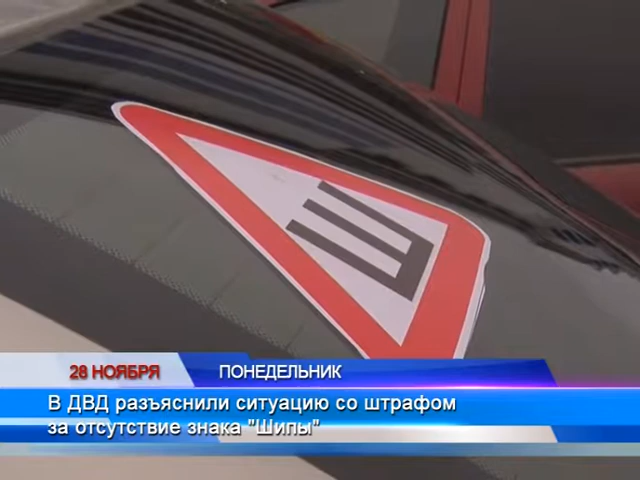 Ш
28 НОЯБРЯ ПОНЕДЕЛЬНИК
В ДВД разъяснили ситуацию со штрафом
за отсутствие знака "Шипы"